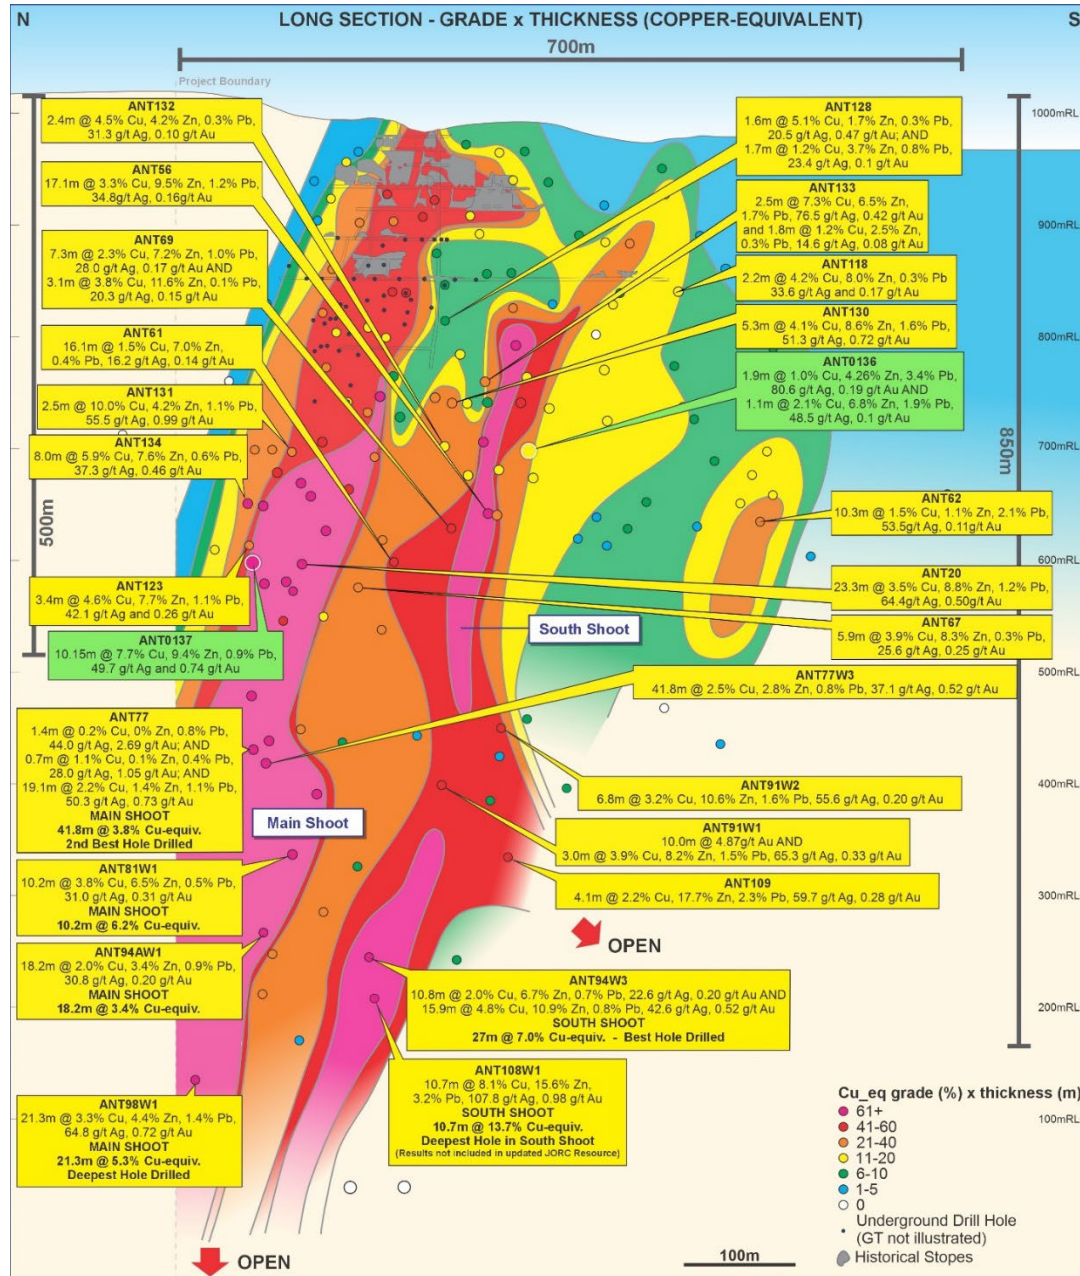 N
LONG SECTION - GRADE x THICKNESS (COPPER-EQUIVALENT)
S
700m
Project Boundary
ANT132
2.4m @ 4.5% Cu, 4.2% Zn, 0.3% Pb,
31.3 g/t Ag, 0.10 g/t Au
ANT56
17.1m @ 3.3% Cu, 9.5% Zn, 1.2% Pb,
34.8g/t Ag, 0.16g/t Au
ANT69
7.3m @ 2.3% Cu, 7.2% Zn, 1.0% Pb,
28.0 g/t Ag, 0.17 g/t Au AND
3.1m @ 3.8% Cu, 11.6% Zn, 0.1% Pb,
20.3 g/t Ag, 0.15 g/t Au
ANT61
16.1m @ 1.5% Cu, 7.0% Zn,
0.4% Pb, 16.2 g/t Ag, 0.14 g/t Au
ANT131
2.5m @ 10.0% Cu, 4.2% Zn, 1.1% Pb,
55.5 g/t Ag, 0.99 g/t Au
ANT134
8.0m @ 5.9% Cu, 7.6% Zn, 0.6% Pb,
37.3 g/t Ag, 0.46 g/t Au
500m
ANT123
3.4m @ 4.6% Cu, 7.7% Zn, 1.1% Pb,
42.1 g/t Ag and 0.26 g/t Au
ANT0137
10.15m @ 7.7% Cu, 9.4% Zn, 0.9% Pb,
49.7 g/t Ag and 0.74 g/t Au
ANT77
1.4m @ 0.2% Cu, 0% Zn, 0.8% Pb,
44.0 g/t Ag, 2.69 g/t Au; AND
0.7m @ 1.1% Cu, 0.1% Zn, 0.4% Pb,
28.0 g/t Ag, 1.05 g/t Au; AND
19.1m @ 2.2% Cu, 1.4% Zn, 1.1% Pb,
50.3 g/t Ag, 0.73 g/t Au
MAIN SHOOT
41.8m @ 3.8% Cu-equiv.
2nd Best Hole Drilled
ANT81W1
10.2m @ 3.8% Cu, 6.5% Zn, 0.5% Pb,
31.0 g/t Ag, 0.31 g/t Au
MAIN SHOOT
10.2m @ 6.2% Cu-equiv.
ANT94AW1
18.2m @ 2.0% Cu, 3.4% Zn, 0.9% Pb,
30.8 g/t Ag, 0.20 g/t Au
MAIN SHOOT
18.2m @ 3.4% Cu-equiv.
ANT98W1
21.3m @ 3.3% Cu, 4.4% Zn, 1.4% Pb,
64.8 g/t Ag, 0.72 g/t Au
MAIN SHOOT
21.3m @ 5.3% Cu-equiv.
Deepest Hole Drilled
OPEN
Main Shoot
South Shoot
ANT128
1.6m @ 5.1% Cu, 1.7% Zn, 0.3% Pb,
20.5 g/t Ag, 0.47 g/t Au; AND
1.7m @ 1.2% Cu, 3.7% Zn, 0.8% Pb,
23.4 g/t Ag, 0.1 g/t Au
ANT133
2.5m @ 7.3% Cu, 6.5% Zn,
1.7% Pb, 76.5 g/t Ag, 0.42 g/t Au
and 1.8m @ 1.2% Cu, 2.5% Zn,
0.3% Pb, 14.6 g/t Ag, 0.08 g/t Au
ANT118
2.2m @ 4.2% Cu, 8.0% Zn, 0.3% Pb
33.6 g/t Ag and 0.17 g/t Au
ANT130
5.3m @ 4.1% Cu, 8.6% Zn, 1.6% Pb,
51.3 g/t Ag, 0.72 g/t Au
ANT0136
1.9m @ 1.0% Cu, 4.26% Zn, 3.4% Pb,
80.6 g/t Ag, 0.19 g/t Au AND
1.1m @ 2.1% Cu, 6.8% Zn, 1.9% Pb,
48.5 g/t Ag, 0.1 g/t Au
ANT62
10.3m @ 1.5% Cu, 1.1% Zn, 2.1% Pb,
53.5g/t Ag, 0.11g/t Au
ANT20
23.3m @ 3.5% Cu, 8.8% Zn, 1.2% Pb,
64.4g/t Ag, 0.50g/t Au
ANT67
5.9m @ 3.9% Cu, 8.3% Zn, 0.3% Pb,
25.6 g/t Ag, 0.25 g/t Au
ANT77W3
41.8m @ 2.5% Cu, 2.8% Zn, 0.8% Pb, 37.1 g/t Ag, 0.52 g/t Au
ANT91W2
6.8m @ 3.2% Cu, 10.6% Zn, 1.6% Pb, 55.6 g/t Ag, 0.20 g/t Au
ANT91W1
10.0m @ 4.87g/t Au AND
3.0m @ 3.9% Cu, 8.2% Zn, 1.5% Pb, 65.3 g/t Ag, 0.33 g/t Au
ANT109
4.1m @ 2.2% Cu, 17.7% Zn, 2.3% Pb, 59.7 g/t Ag, 0.28 g/t Au
OPEN
ANT94W3
10.8m @ 2.0% Cu, 6.7% Zn, 0.7% Pb, 22.6 g/t Ag, 0.20 g/t Au AND
15.9m @ 4.8% Cu, 10.9% Zn, 0.8% Pb, 42.6 g/t Ag, 0.52 g/t Au
SOUTH SHOOT
27m @ 7.0% Cu-equiv. - Best Hole Drilled
ANT108W1
10.7m @ 8.1% Cu, 15.6% Zn,
3.2% Pb, 107.8 g/t Ag, 0.98 g/t Au
SOUTH SHOOT
10.7m @ 13.7% Cu-equiv.
Deepest Hole in South Shoot
(Results not included in updated JORC Resource)
850m
1000mRL
900mRL
800mRL
700mRL
600mRL
500mRL
400mRL
300mRL
200mRL
100mRL
Cu_eq grade (%) x thickness (m)
61+
41-60
21-40
11-20
6-10
1-5
0
Underground Drill Hole
(GT not illustrated)
Historical Stopes
100m